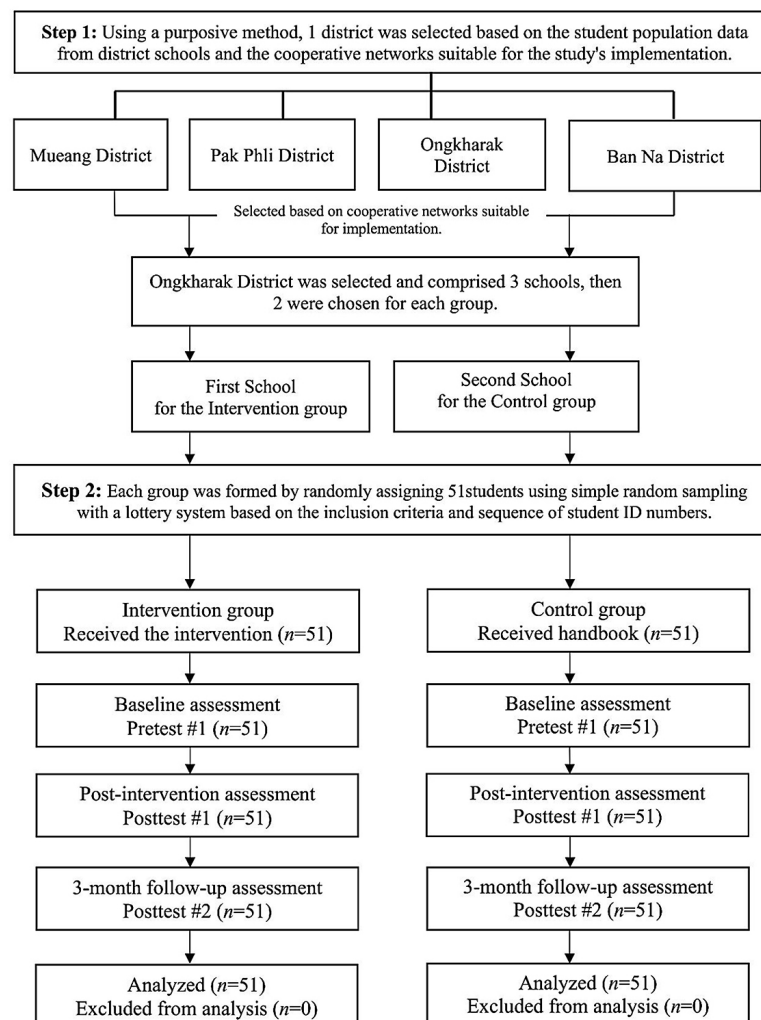 Step 1: Using a purposive method, 1 district was selected based on the student population data
from district schools and the cooperative networks suitable for the study's implementation.
Mueang District
Pak Phli District
Ongkharak
District
Ban Na District
Selected based on cooperative networks suitable
for implementation.
Ongkharak District was selected and comprised 3 schools, then
2 were chosen for each group.
First School
for the Intervention group
Second School
for the Control group
Step 2: Each group was formed by randomly assigning 51students using simple random sampling
with a lottery system based on the inclusion criteria and sequence of student ID numbers.
Intervention group
Received the intervention (n=51)
Control group
Received handbook (n=51)
Baseline assessment
Pretest #1 (n=51)
Baseline assessment
Pretest #1 (n=51)
Post-intervention assessment
Posttest #1 (n=51)
Post-intervention assessment
Posttest #1 (n=51)
3-month follow-up assessment
Posttest #2 (n=51)
3-month follow-up assessment
Posttest #2 (n=51)
Analyzed (n=51)
Excluded from analysis (n=0)
Analyzed (n=51)
Excluded from analysis (n=0)